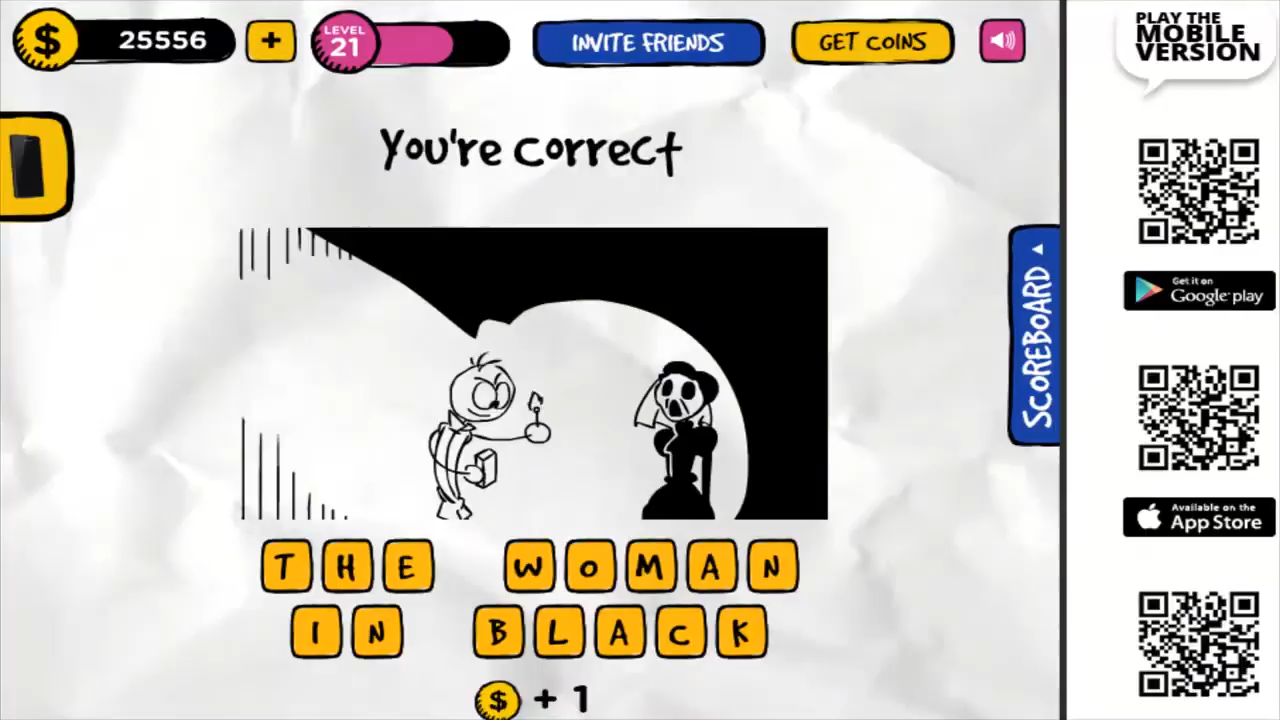 25556
+
LEVEL
21
INVITE FRIENDS
GET COINS
PLAY THE
MOBILE
VERSION
You're correct
SCOREBOARD
Get it on
Google play
Available on the
App Store
THE WOMAN
IN BLACK
$ + 1